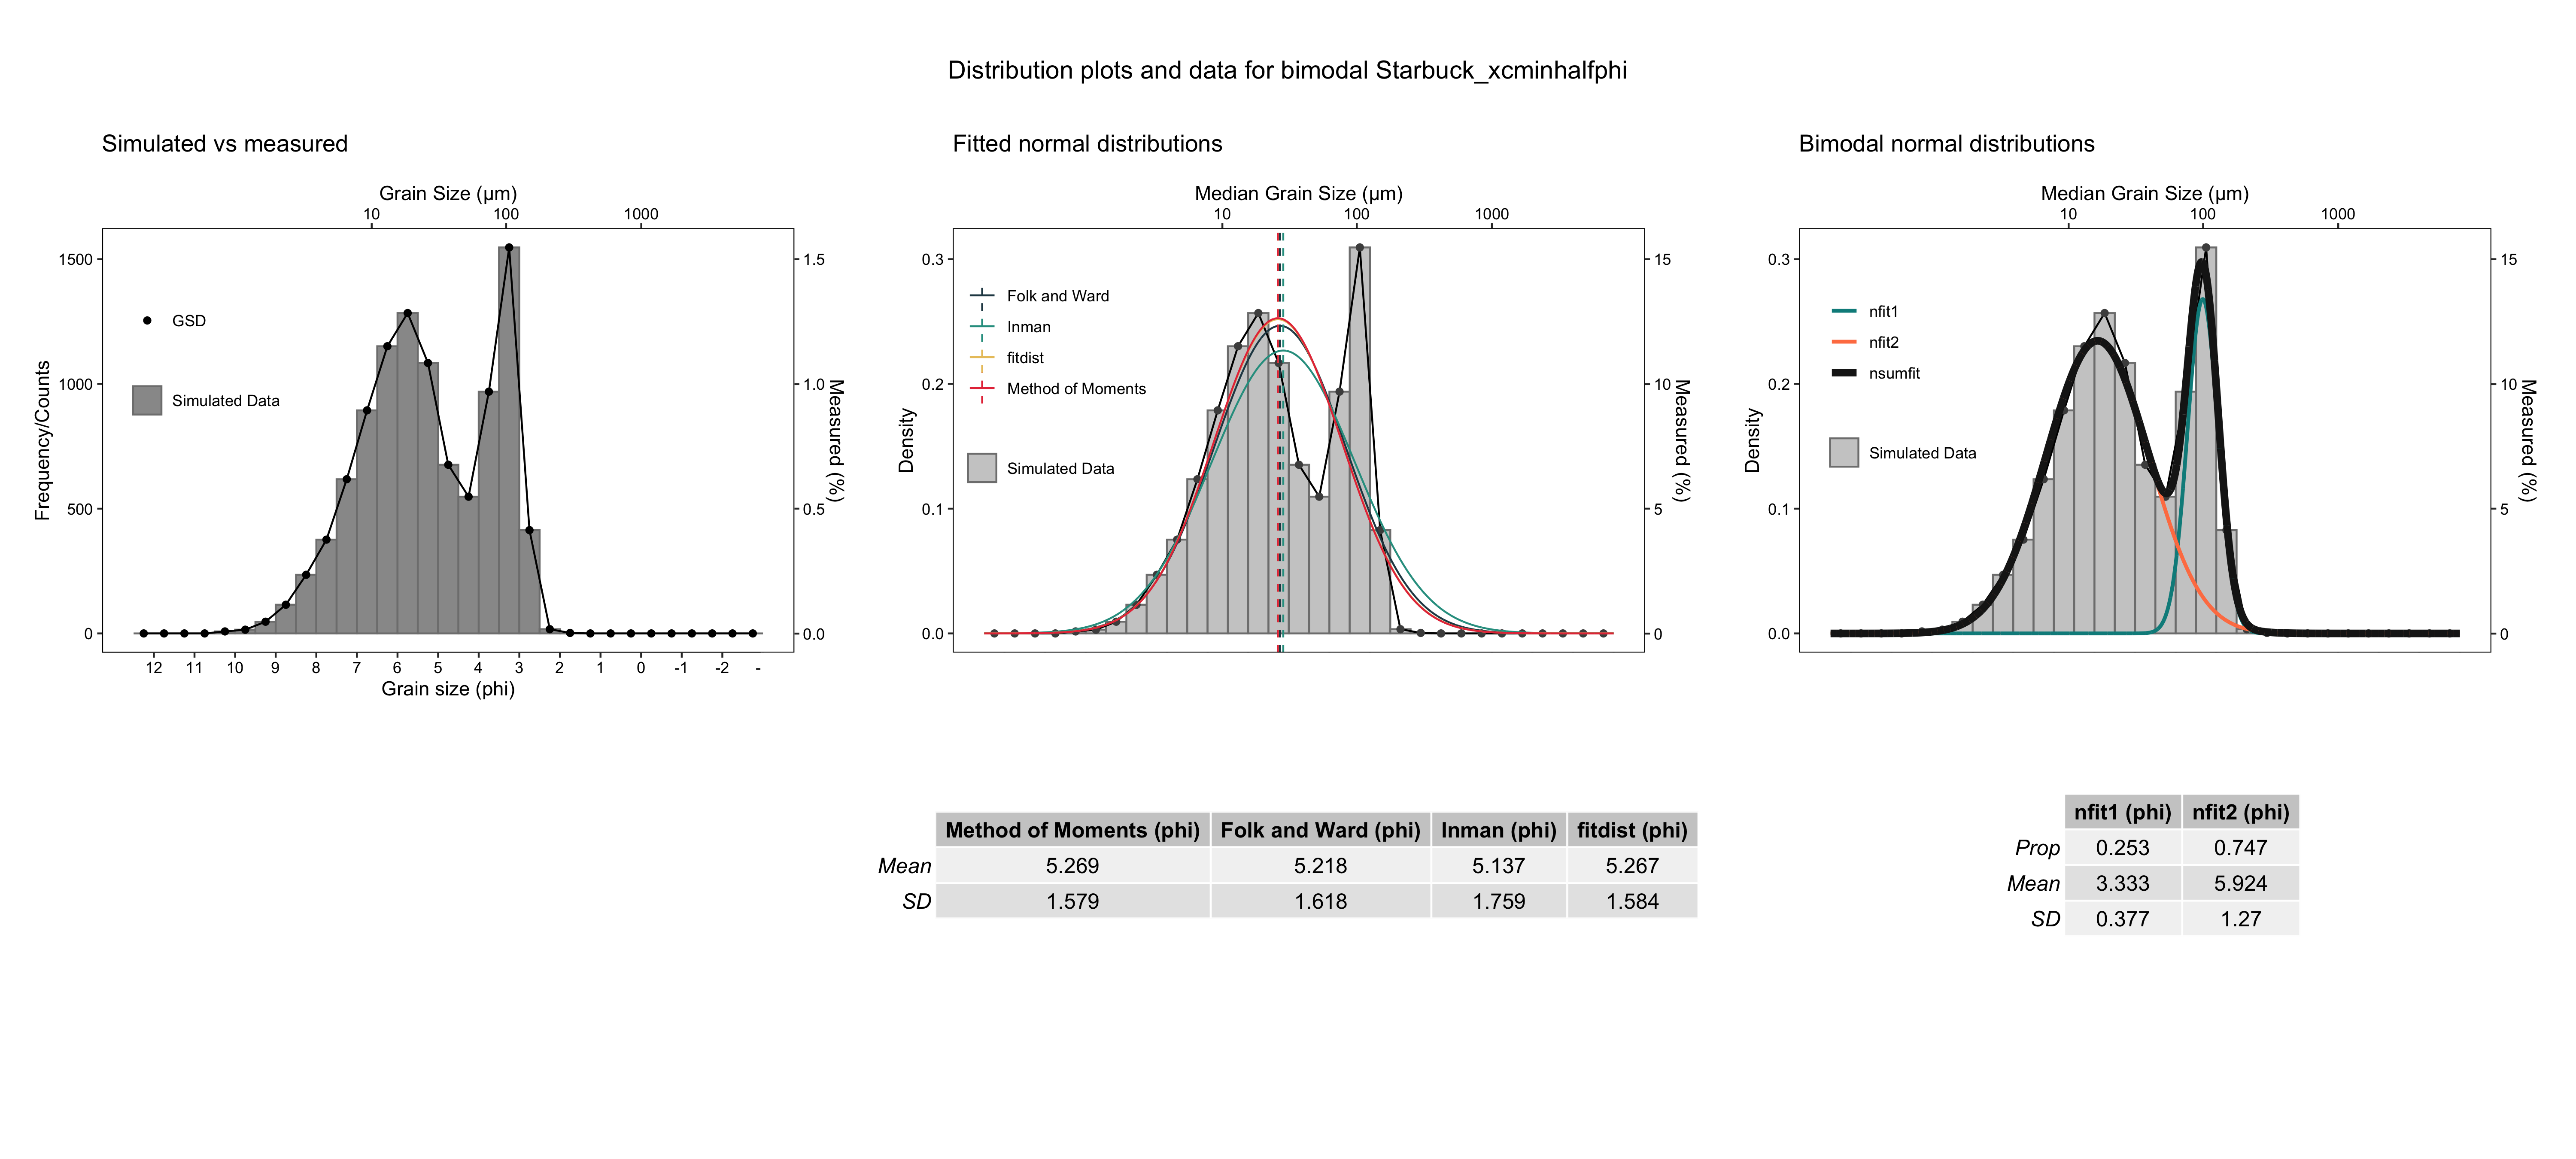 Distribution plots and data for bimodal Starbuck_xcminhalfphi
Simulated vs measured
Grain Size (µm)
10 100 1000
1500
1000
500
0
Frequency/Counts
GSD
Simulated Data
1.5
1.0
0.5
0.0
Measured (%)
12 11 10 9 8 7 6 5 4 3 2 1 0 -1 -2 -
Grain size (phi)
Fitted normal distributions
Median Grain Size (µm)
10 100 1000
0.3
0.2
0.1
0.0
Density
Folk and Ward
Inman
fitdist
Method of Moments
Simulated Data
15
10
5
0
Measured (%)
Bimodal normal distributions
Median Grain Size (µm)
10 100 1000
0.3
0.2
0.1
0.0
Density
nfit1
nfit2
nsumfit
Simulated Data
15
10
5
0
Measured (%)
Method of Moments (phi) Folk and Ward (phi) Inman (phi) fitdist (phi)
Mean 5.269 5.218 5.137 5.267
SD 1.579 1.618 1.759 1.584
nfit1 (phi) nfit2 (phi)
Prop 0.253 0.747
Mean 3.333 5.924
SD 0.377 1.27